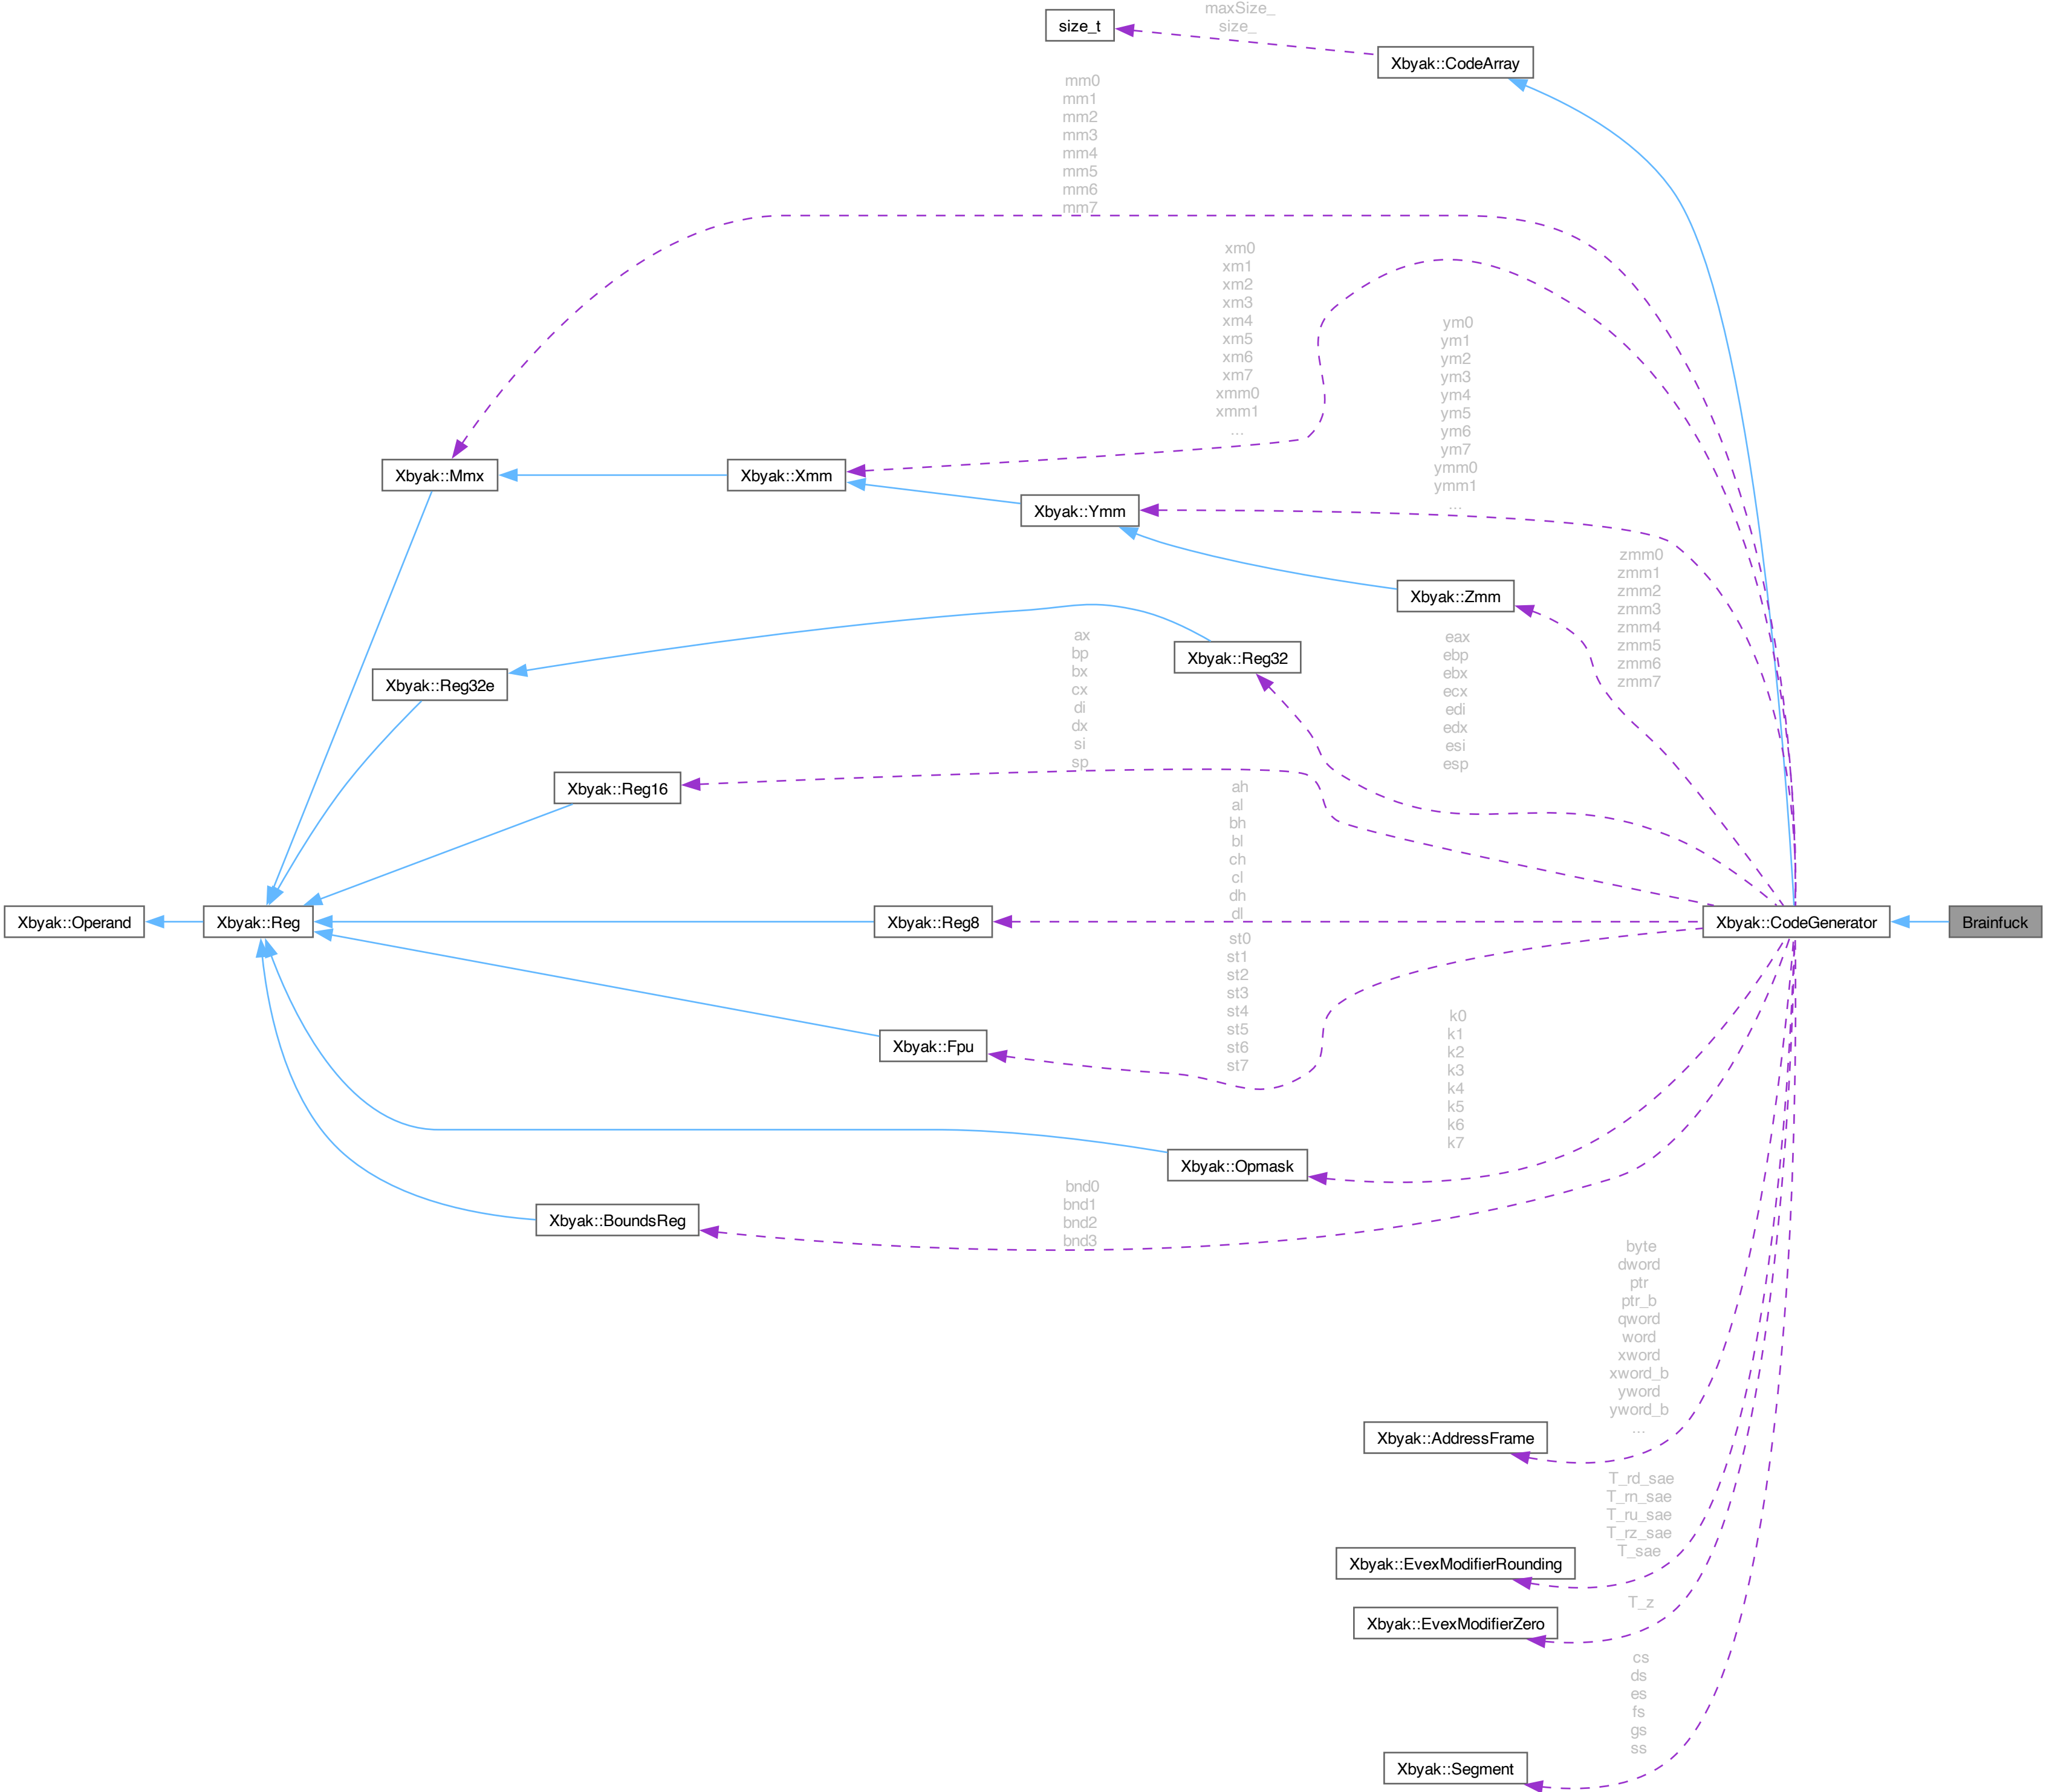 maxSize_
size_
size_t
Xbyak::CodeArray
mm0
mm1
mm2
mm3
mm4
mm5
mm6
mm7
xm0
xm1
xm2
xm3
xm4
xm5
xm6
xm7
xmm0
xmm1
...
ym0
ym1
ym2
ym3
ym4
ym5
ym6
ym7
ymm0
ymm1
...
Xbyak::Mmx
Xbyak::Xmm
Xbyak::Ymm
zmm0
zmm1
zmm2
zmm3
zmm4
zmm5
zmm6
zmm7
Xbyak::Zmm
ax
bp
bx
cx
di
dx
si
sp
eax
ebp
ebx
ecx
edi
edx
esi
esp
Xbyak::Reg32
Xbyak::Reg32e
Xbyak::Reg16
ah
al
bh
bl
ch
cl
dh
dl
Xbyak::Operand
Xbyak::Reg
Xbyak::Reg8
Xbyak::CodeGenerator
Brainfuck
st0
st1
st2
st3
st4
st5
st6
st7
Xbyak::Fpu
k0
k1
k2
k3
k4
k5
k6
k7
Xbyak::Opmask
bnd0
bnd1
bnd2
bnd3
Xbyak::BoundsReg
byte
dword
ptr
ptr_b
qword
word
xword
xword_b
yword
yword_b
...
Xbyak::AddressFrame
T_rd_sae
T_rn_sae
T_ru_sae
T_rz_sae
T_sae
Xbyak::EvexModifierRounding
T_z
Xbyak::EvexModifierZero
cs
ds
es
fs
gs
ss
Xbyak::Segment